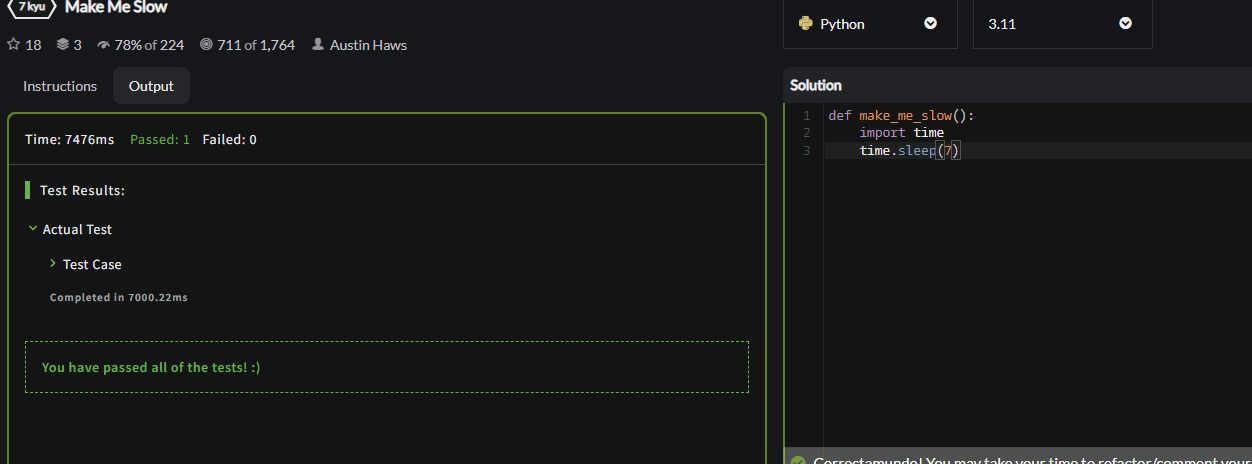 7 kyu Make Me Slow
18 3 78% of 224 711 of 1,764 Austin Haws
Instructions Output
Time: 7476ms Passed: 1 Failed: 0
Test Results:
Actual Test
Test Case
Completed in 7000.22ms
You have passed all of the tests! :)
Python 3.11
Solution
1 def make_me_slow():
2     import time
3     time.sleep(7)
Correctamundo! You may take your time to refactor/comment your